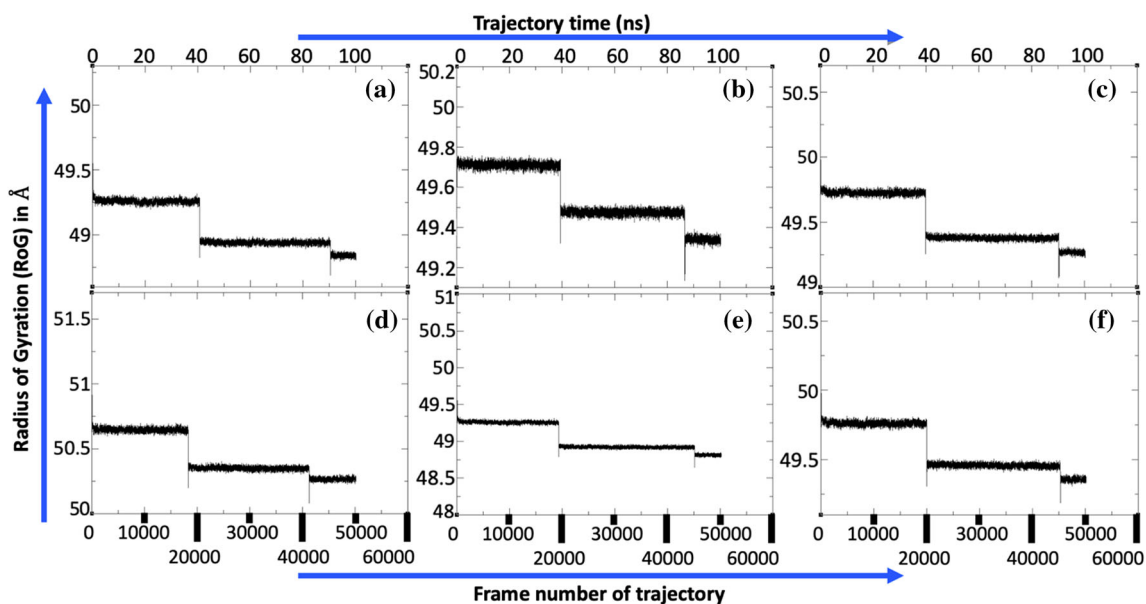 Trajectory time (ns)
0 20 40 60 80 100 0 20 40 60 80 100 0 20 40 60 80 100
Radius of Gyration (RoG) in Å
(a)
50
49.5
49
(b)
50.2
50
49.8
49.6
49.4
49.2
(c)
50.5
50
49.5
49
(d)
51.5
51
50.5
50
(e)
51
50.5
50
49.5
49
48.5
48
(f)
50.5
50
49.5
0 10000 30000 50000 0 10000 30000 50000 0 10000 30000 50000
20000 40000 60000 20000 40000 60000 20000 40000 60000
Frame number of trajectory